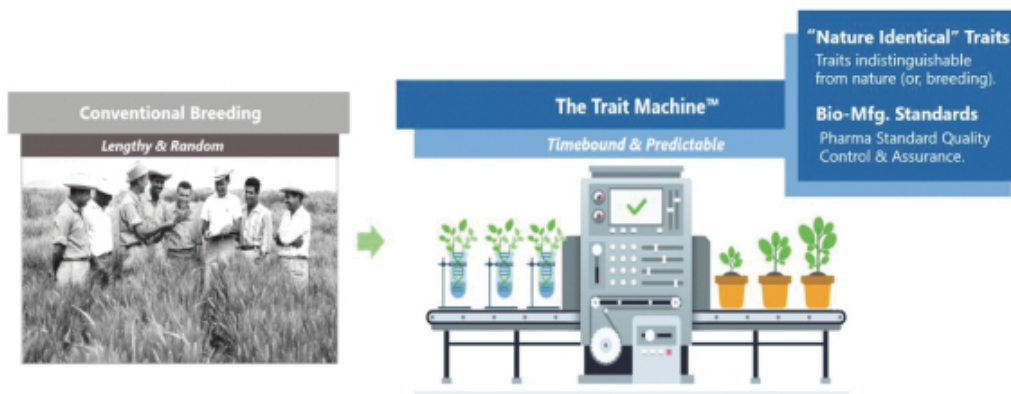 Conventional Breeding
Lengthy & Random
The Trait Machine™
Timebound & Predictable
“Nature Identical” Traits
Traits indistinguishable
from nature (or, breeding).
Bio-Mfg. Standards
Pharma Standard Quality
Control & Assurance.